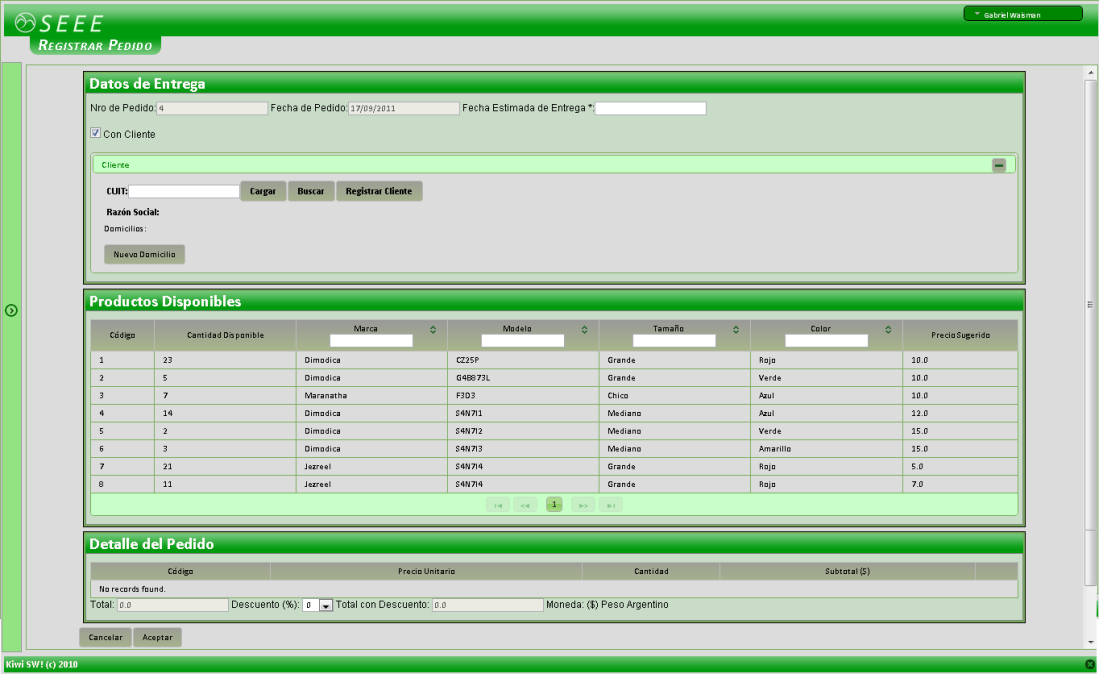 Gabriel Waisman
SEEE
REGISTRAR PEDIDO
Datos de Entrega
Nro de Pedido: 4 Fecha de Pedido: 17/09/2011 Fecha Estimada de Entrega *:
Con Cliente
Cliente
CUIT: Cargar Buscar Registrar Cliente
Razón Social:
Domicilios:
Nuevo Domicilio
Productos Disponibles
Código Cantidad Disponible Marca Modelo Tamaño Color Precio Sugerido
1 23 Dimodica CZ25P Grande Rojo 10.0
2 5 Dimodica G4B873L Grande Verde 10.0
3 7 Maranatha F3D3 Chico Azul 10.0
4 14 Dimodica S4N711 Mediano Azul 12.0
5 2 Dimodica S4N712 Mediano Verde 15.0
6 3 Dimodica S4N713 Mediano Amarillo 15.0
7 21 Jezreel S4N714 Grande Rojo 5.0
8 11 Jezreel S4N714 Grande Rojo 7.0
1
Detalle del Pedido
Código Precio Unitario Cantidad Subtotal ($)
No records found.
Total: 0.0 Descuento (%): 0 Total con Descuento: 0.0 Moneda: ($) Peso Argentino
Cancelar Aceptar
Kiwi SW! (c) 2010